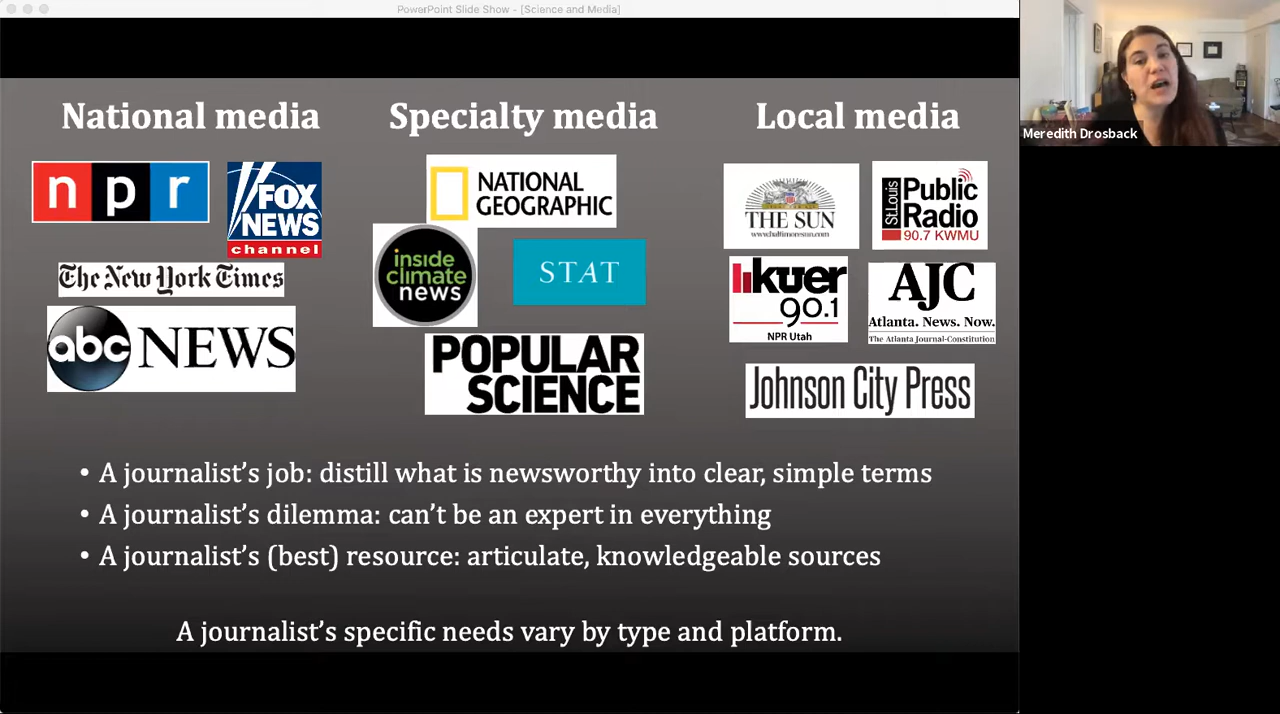 PowerPoint Slide Show - [Science and Media]
National media
Specialty media
Local media
npr
FOX
NEWS
channel
The New York Times
abc NEWS
NATIONAL
GEOGRAPHIC
inside
climate
news
STAT
POPULAR
SCIENCE
THE SUN
www.baltimoresun.com
St. Louis
Public
Radio
90.7 KWMU
kuer
90.1
NPR Utah
AJC
Atlanta. News. Now.
The Atlanta Journal-Constitution
Johnson City Press
• A journalist's job: distill what is newsworthy into clear, simple terms
• A journalist's dilemma: can't be an expert in everything
• A journalist's (best) resource: articulate, knowledgeable sources
A journalist's specific needs vary by type and platform.
Meredith Drosback